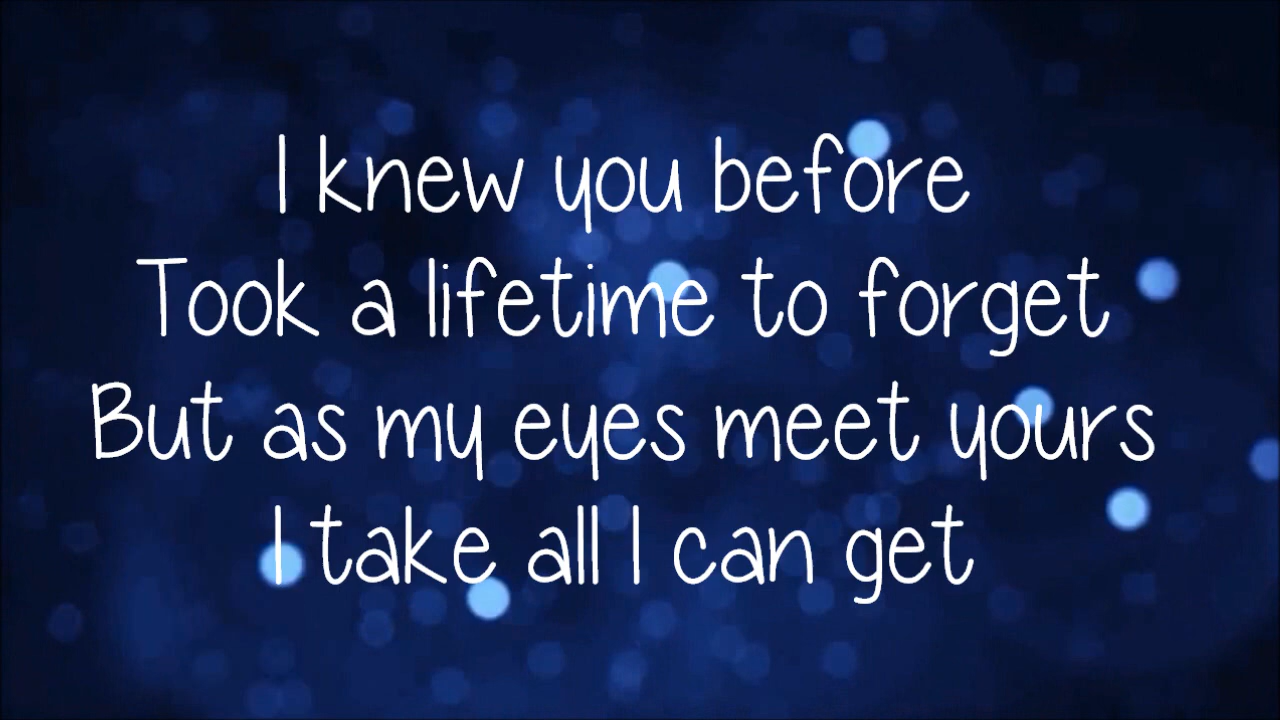 I knew you before
Took a lifetime to forget
But as my eyes meet yours
I take all I can get